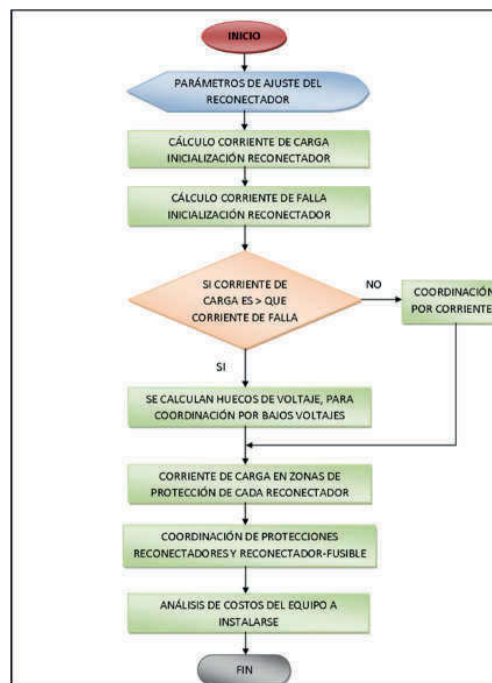 INICIO
PARÁMETROS DE AJUSTE DEL
RECONECTADOR
CÁLCULO CORRIENTE DE CARGA
INICIALIZACIÓN RECONECTADOR
CÁLCULO CORRIENTE DE FALLA
INICIALIZACIÓN RECONECTADOR
SI CORRIENTE DE
CARGA ES > QUE
CORRIENTE DE FALLA
NO
COORDINACIÓN
POR CORRIENTE
SI
SE CALCULAN HUECOS DE VOLTAJE, PARA
COORDINACIÓN POR BAJOS VOLTAJES
CORRIENTE DE CARGA EN ZONAS DE
PROTECCIÓN DE CADA RECONECTADOR
COORDINACIÓN DE PROTECCIONES
RECONECTADORES Y RECONECTADOR-FUSIBLE
ANÁLISIS DE COSTOS DEL EQUIPO A
INSTALARSE
FIN